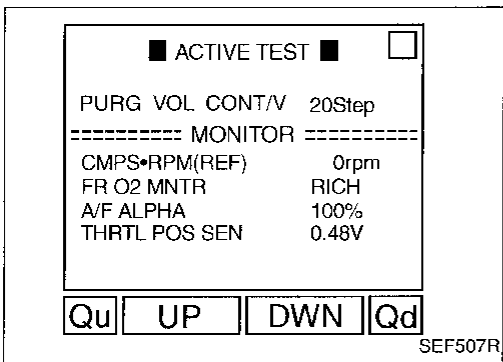 ■ ACTIVE TEST ■
PURG VOL CONT/V 20Step
========== MONITOR ==========
CMPS•RPM(REF) 0rpm
FR O2 MNTR RICH
A/F ALPHA 100%
THRTL POS SEN 0.48V
Qu UP DWN Qd
SEF507R